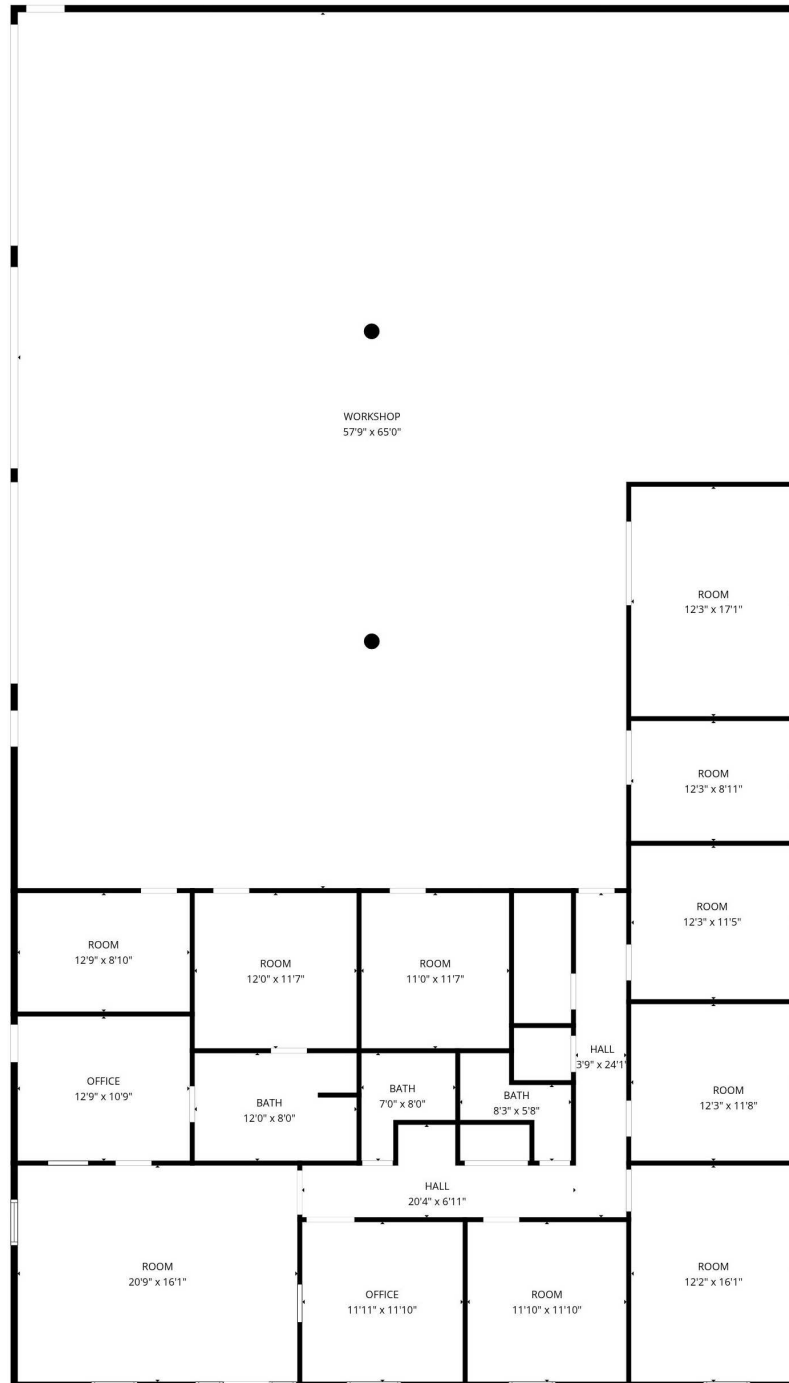 WORKSHOP
57'9" x 65'0"
ROOM
12'3" x 17'1"
ROOM
12'3" x 8'11"
ROOM
12'3" x 11'5"
ROOM
12'9" x 8'10"
ROOM
12'0" x 11'7"
ROOM
11'0" x 11'7"
HALL
3'9" x 24'1"
OFFICE
12'9" x 10'9"
BATH
12'0" x 8'0"
BATH
7'0" x 8'0"
BATH
8'3" x 5'8"
ROOM
12'3" x 11'8"
HALL
20'4" x 6'11"
ROOM
20'9" x 16'1"
OFFICE
11'11" x 11'10"
ROOM
11'10" x 11'10"
ROOM
12'2" x 16'1"